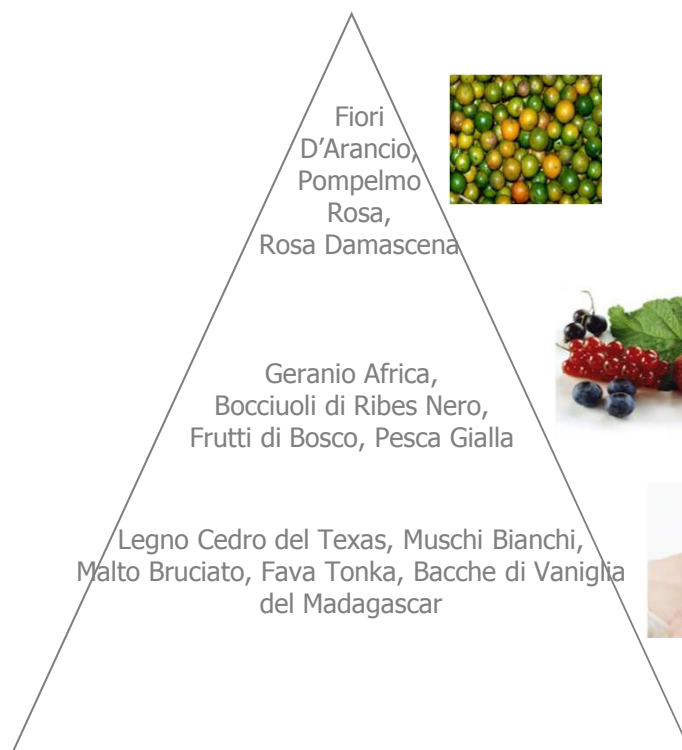 Fiori
D’Arancio,
Pompelmo
Rosa,
Rosa Damascena
Geranio Africa,
Bocciuoli di Ribes Nero,
Frutti di Bosco, Pesca Gialla
Legno Cedro del Texas, Muschi Bianchi,
Malto Bruciato, Fava Tonka, Bacche di Vaniglia
del Madagascar